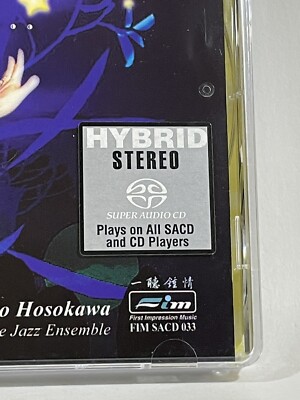 HYBRID
STEREO
SUPER AUDIO CD
Plays on All SACD
and CD Players
o Hosokawa
e Jazz Ensemble
一聽鍾情
Fim
First Impression Music
FIM SACD 033